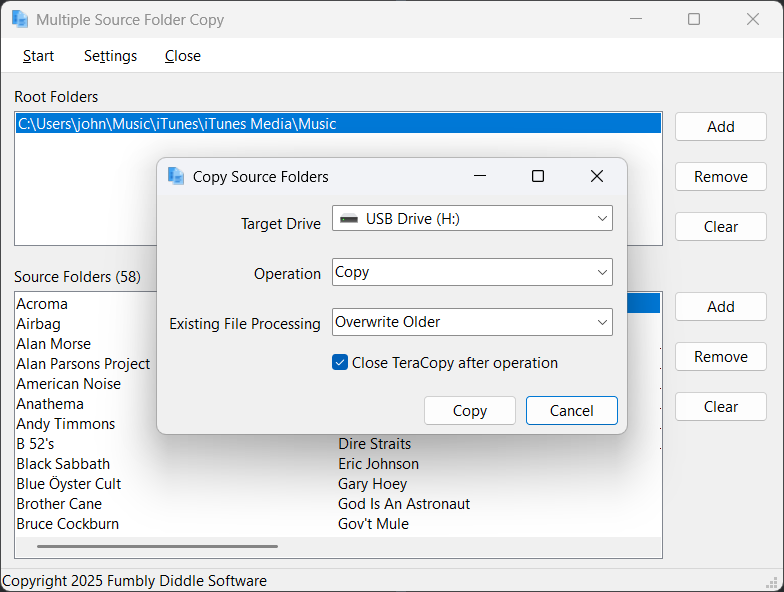 Multiple Source Folder Copy
Start Settings Close
Root Folders
C:\Users\john\Music\iTunes\iTunes Media\Music
Add
Remove
Clear
Copy Source Folders
Target Drive USB Drive (H:)
Operation Copy
Existing File Processing Overwrite Older
Close TeraCopy after operation
Copy Cancel
Source Folders (58)
Acroma
Airbag
Alan Morse
Alan Parsons Project
American Noise
Anathema
Andy Timmons
B 52's
Black Sabbath
Blue Öyster Cult
Brother Cane
Bruce Cockburn
Dire Straits
Eric Johnson
Gary Hoey
God Is An Astronaut
Gov't Mule
Add
Remove
Clear
Copyright 2025 Fumbly Diddle Software